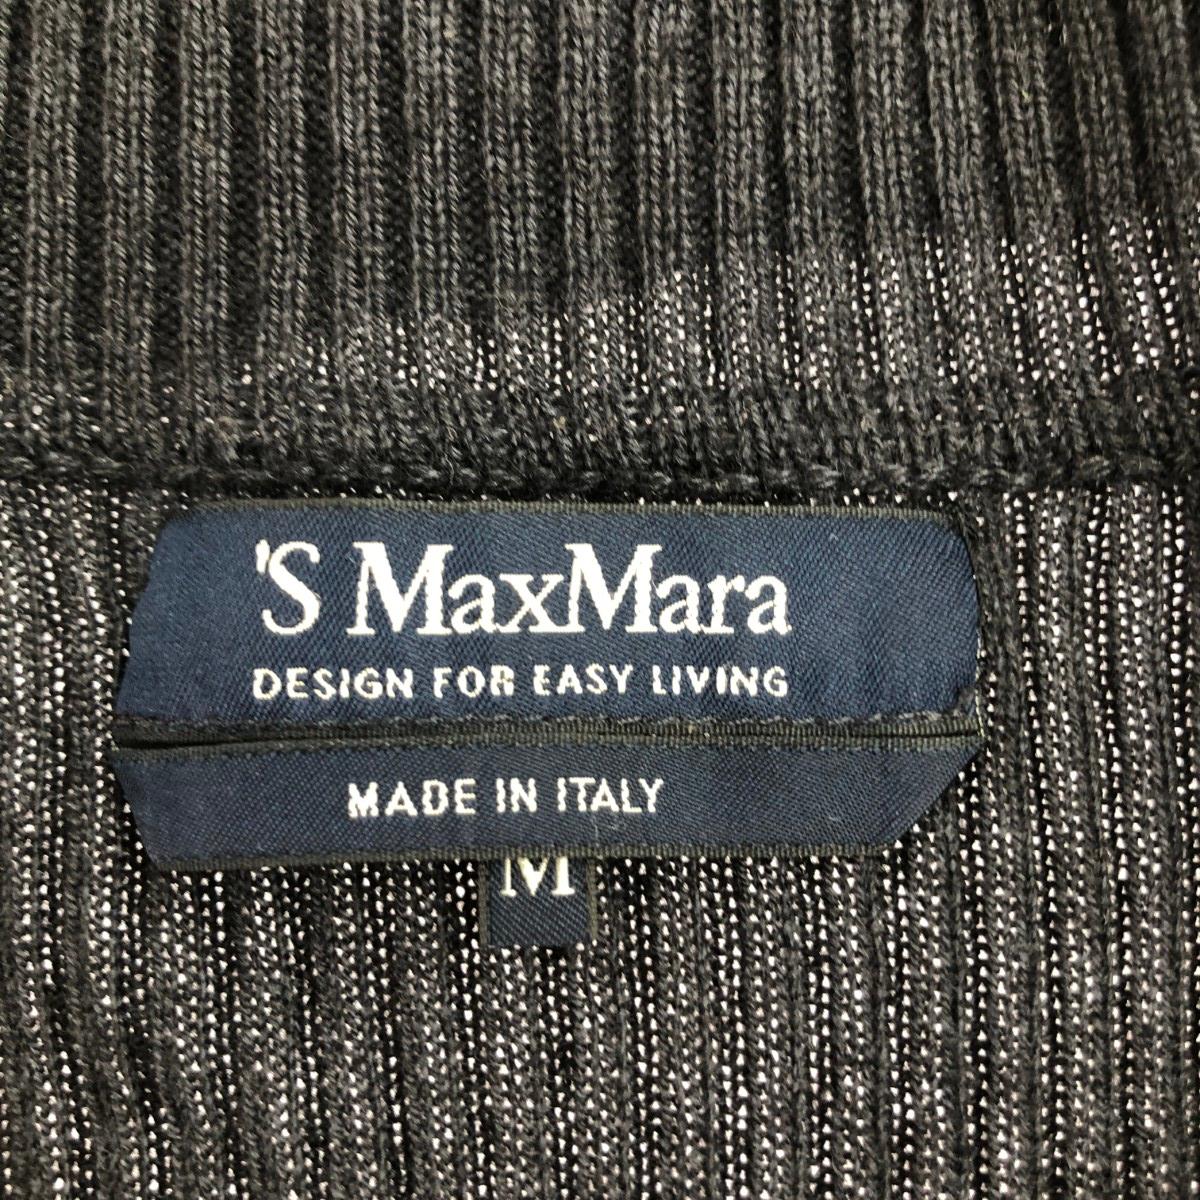 'S MaxMara
DESIGN FOR EASY LIVING
MADE IN ITALY
M